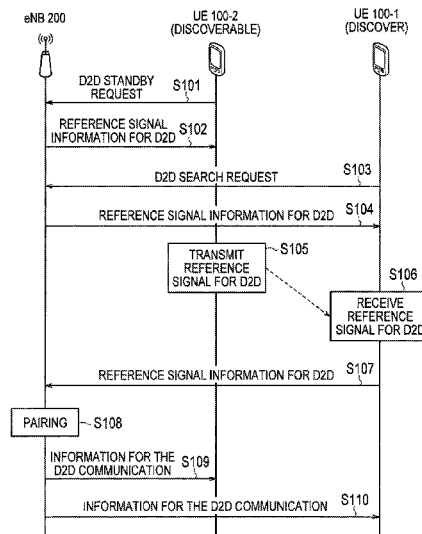 eNB 200
UE 100-2
(DISCOVERABLE)
UE 100-1
(DISCOVER)
D2D STANDBY
REQUEST
S101
REFERENCE SIGNAL
INFORMATION FOR D2D
S102
S103
D2D SEARCH REQUEST
REFERENCE SIGNAL INFORMATION FOR D2D
S104
S105
TRANSMIT
REFERENCE
SIGNAL FOR D2D
S106
RECEIVE
REFERENCE
SIGNAL FOR D2D
S107
REFERENCE SIGNAL INFORMATION FOR D2D
PAIRING
S108
INFORMATION FOR THE
D2D COMMUNICATION
S109
INFORMATION FOR THE D2D COMMUNICATION
S110